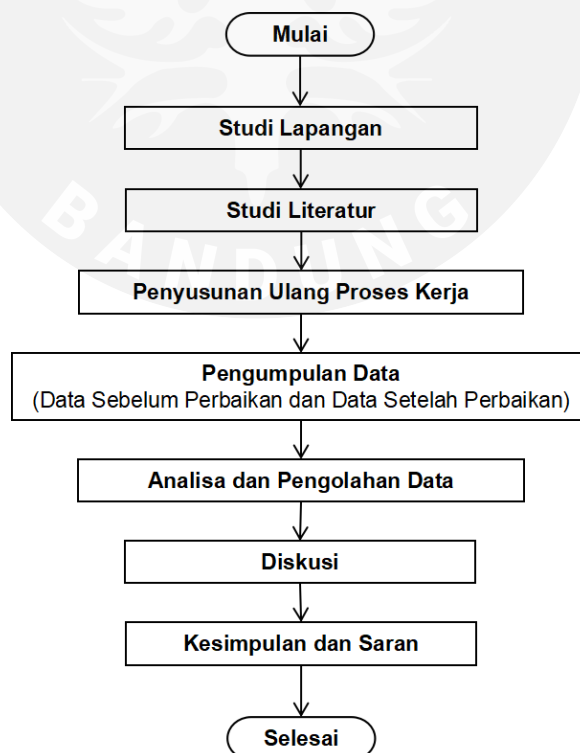 Mulai
Studi Lapangan
Studi Literatur
BANDUNG
Penyusunan Ulang Proses Kerja
Pengumpulan Data
(Data Sebelum Perbaikan dan Data Setelah Perbaikan)
Analisa dan Pengolahan Data
Diskusi
Kesimpulan dan Saran
Selesai